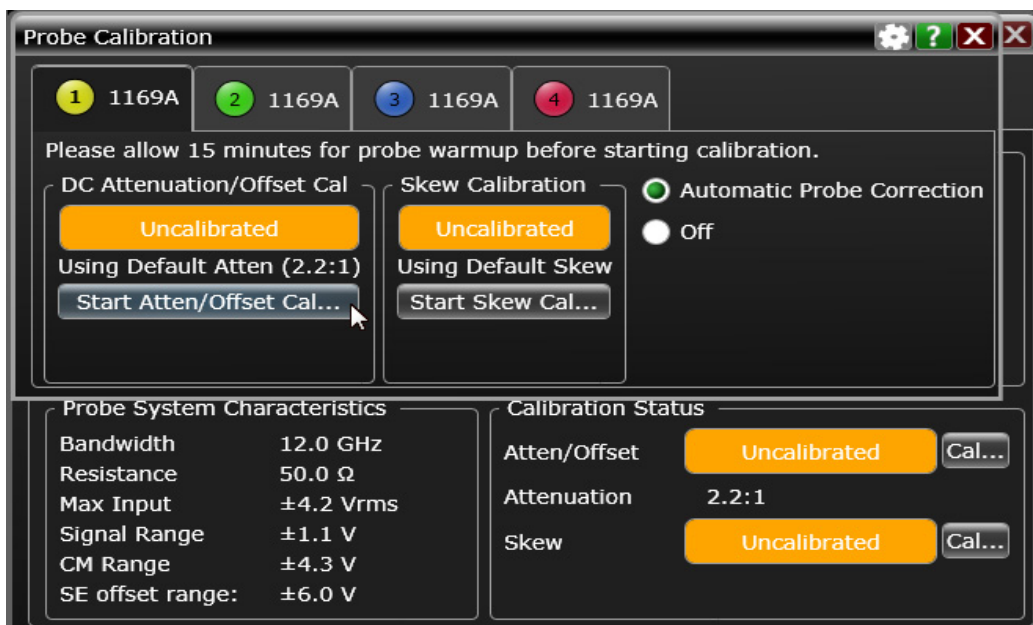 Probe Calibration
?
X
X
1 1169A
2 1169A
3 1169A
4 1169A
Please allow 15 minutes for probe warmup before starting calibration.
DC Attenuation/Offset Cal
Uncalibrated
Using Default Atten (2.2:1)
Start Atten/Offset Cal...
Skew Calibration
Uncalibrated
Using Default Skew
Start Skew Cal...
Automatic Probe Correction
Off
Probe System Characteristics
Bandwidth 12.0 GHz
Resistance 50.0 Ω
Max Input ±4.2 Vrms
Signal Range ±1.1 V
CM Range ±4.3 V
SE offset range: ±6.0 V
Calibration Status
Atten/Offset Uncalibrated Cal...
Attenuation 2.2:1
Skew Uncalibrated Cal...